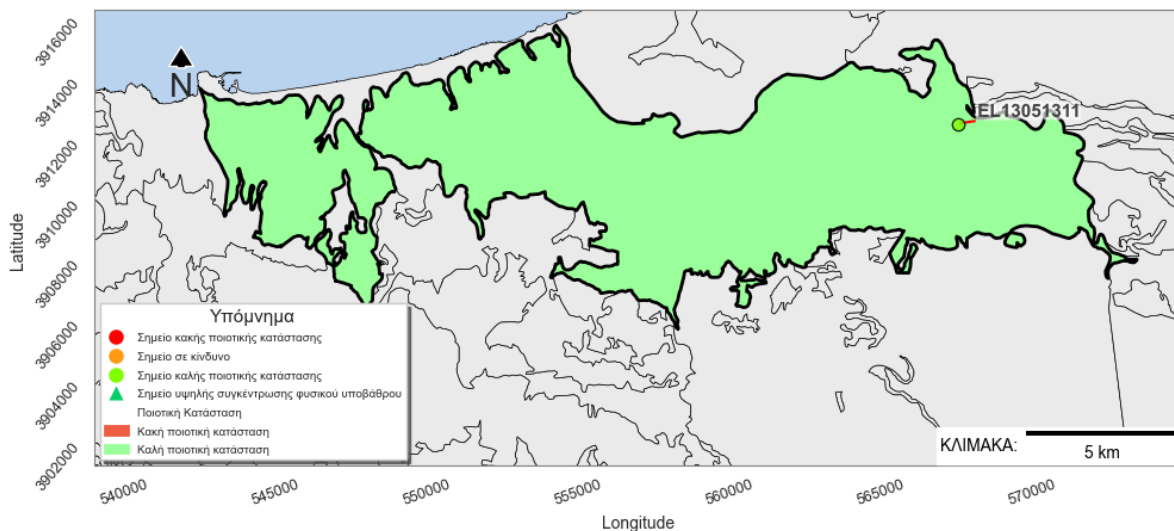 3916000
3914000
3912000
3910000
3908000
3906000
3904000
3902000
Latitude
N
EL13051311
Υπόμνημα
Σημείο κακής ποιοτικής κατάστασης
Σημείο σε κίνδυνο
Σημείο καλής ποιοτικής κατάστασης
Σημείο υψηλής συγκέντρωσης φυσικού υποβάθρου
Ποιοτική Κατάσταση
Κακή ποιοτική κατάσταση
Καλή ποιοτική κατάσταση
ΚΛΙΜΑΚΑ:
5 km
540000
545000
550000
555000
560000
565000
570000
Longitude